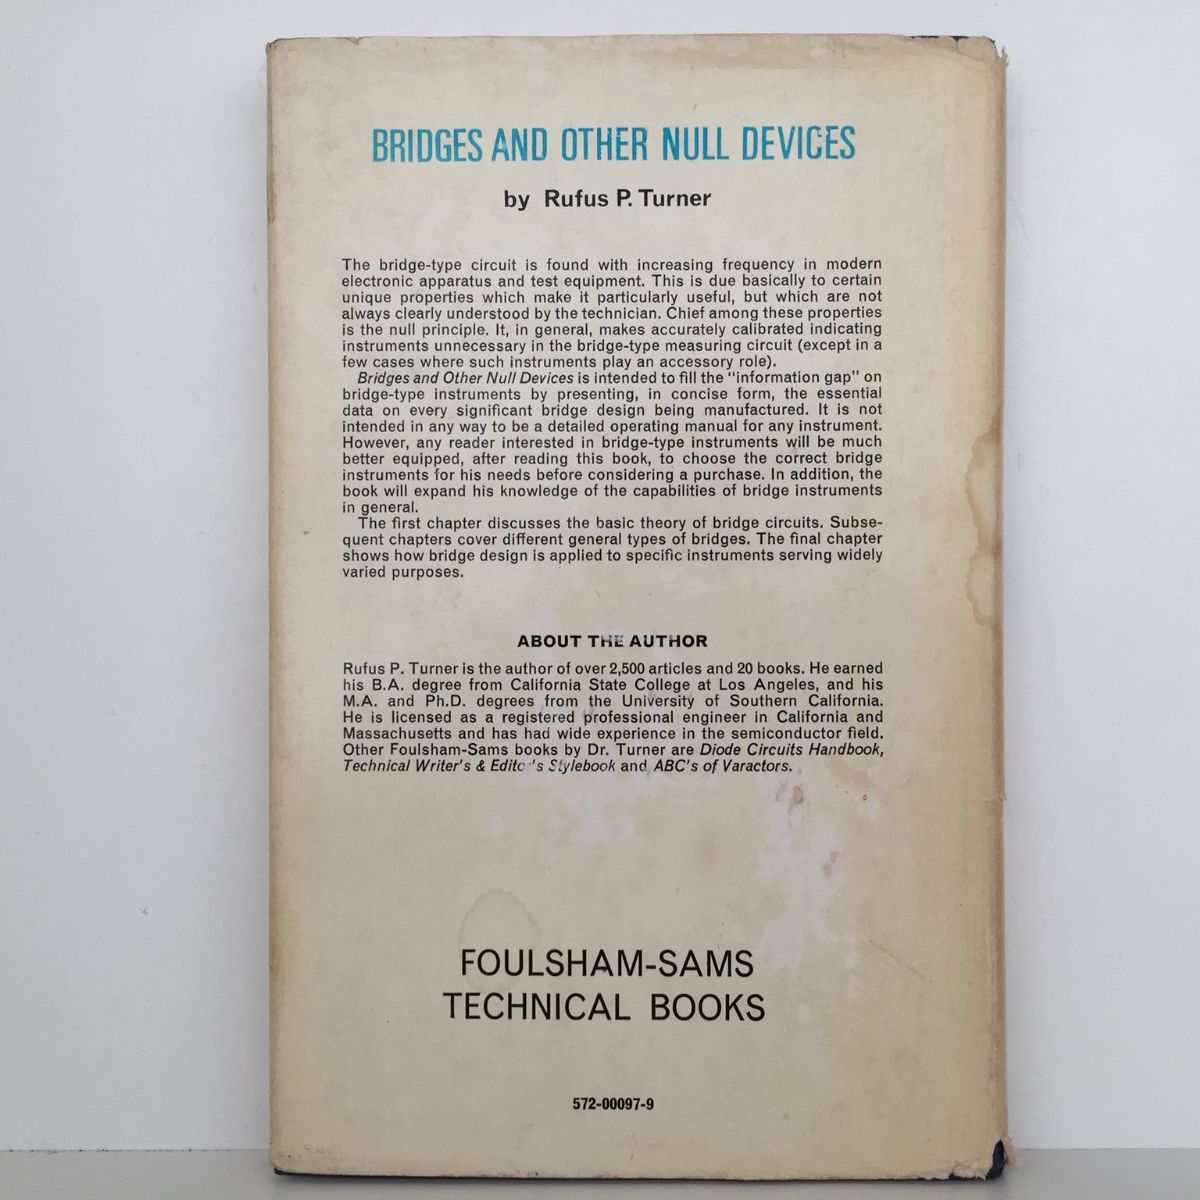 BRIDGES AND OTHER NULL DEVICES
by Rufus P. Turner
The bridge-type circuit is found with increasing frequency in modern
electronic apparatus and test equipment. This is due basically to certain
unique properties which make it particularly useful, but which are not
always clearly understood by the technician. Chief among these properties
is the null principle. It, in general, makes accurately calibrated indicating
instruments unnecessary in the bridge-type measuring circuit (except in a
few cases where such instruments play an accessory role).
Bridges and Other Null Devices is intended to fill the "information gap" on
bridge-type instruments by presenting, in concise form, the essential
data on every significant bridge design being manufactured. It is not
intended in any way to be a detailed operating manual for any instrument.
However, any reader interested in bridge-type instruments will be much
better equipped, after reading this book, to choose the correct bridge
instruments for his needs before considering a purchase. In addition, the
book will expand his knowledge of the capabilities of bridge instruments
in general.
The first chapter discusses the basic theory of bridge circuits. Subse-
quent chapters cover different general types of bridges. The final chapter
shows how bridge design is applied to specific instruments serving widely
varied purposes.
ABOUT THE AUTHOR
Rufus P. Turner is the author of over 2,500 articles and 20 books. He earned
his B.A. degree from California State College at Los Angeles, and his
M.A. and Ph.D. degrees from the University of Southern California.
He is licensed as a registered professional engineer in California and
Massachusetts and has had wide experience in the semiconductor field.
Other Foulsham-Sams books by Dr. Turner are Diode Circuits Handbook,
Technical Writer's & Editor's Stylebook and ABC's of Varactors.
FOULSHAM-SAMS
TECHNICAL BOOKS
572-00097-9